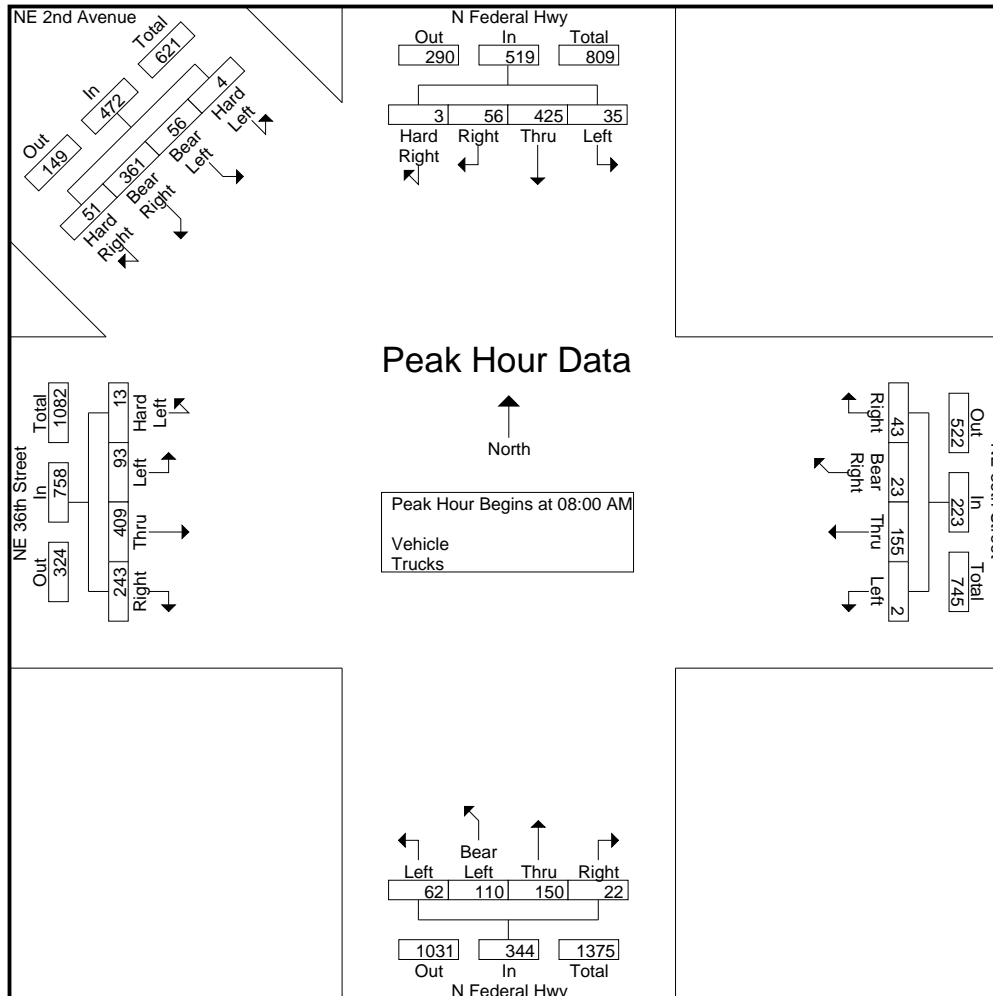 NE 2nd Avenue
Out In Total
149 472 621
51 361 56 4
Hard Right
Bear Right
Bear Left
Hard Left
N Federal Hwy
Out In Total
290 519 809
3 56 425 35
Hard Right
Right Thru Left
Peak Hour Data
North
Peak Hour Begins at 08:00 AM
Vehicle
Trucks
NE 36th Street
Out In Total
324 758 1082
243 409 93 13
Right Thru Left
Hard Left
Out In Total
522 223 745
43 23 155 2
Right
Bear Right
Thru Left
Left
Bear Left
Thru Right
62 110 150 22
1031 344 1375
Out In Total
N Federal Hwy